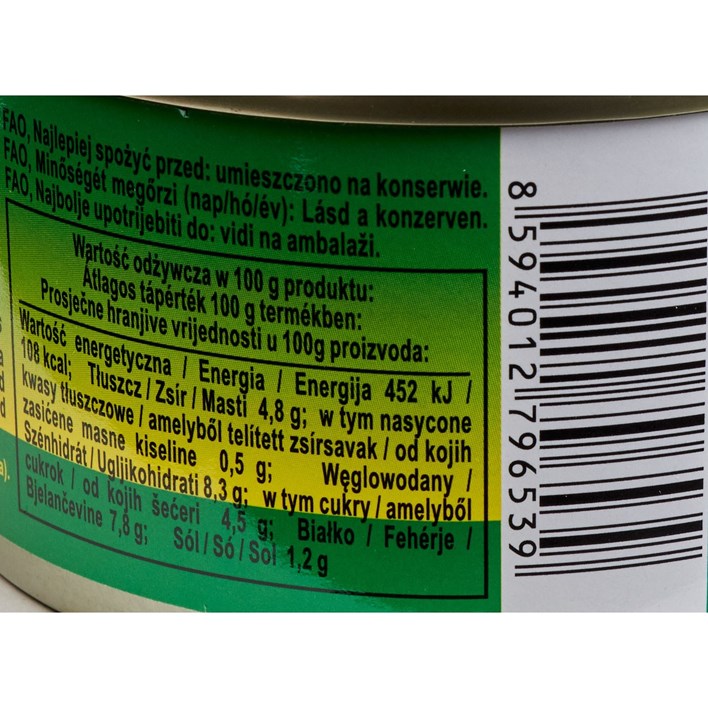 FAO, Najlepiej spożyć przed: umieszczono na konserwie.
FAO, Minőségét megőrzi (nap/hó/év): Lásd a konzerven.
FAO, Najbolje upotrijebiti do: vidi na ambalaži.
Wartość odżywcza w 100 g produktu:
Átlagos tápérték 100 g termékben:
Prosječne hranjive vrijednosti u 100g proizvoda:
Wartość energetyczna / Energia / Energija 452 kJ /
108 kcal; Tłuszcz / Zsír / Masti 4,8 g; w tym nasycone
kwasy tłuszczowe / amelyből telített zsírsavak / od kojih
zasićene masne kiseline 0,5 g; Węglowodany /
Szénhidrát / Ugljikohidrati 8,3 g; w tym cukry / amelyből
cukrok / od kojih šećeri 4,5 g; Białko / Fehérje /
Bjelančevine 7,8 g; Sól / Só / Sol 1,2 g
8 594012 796539